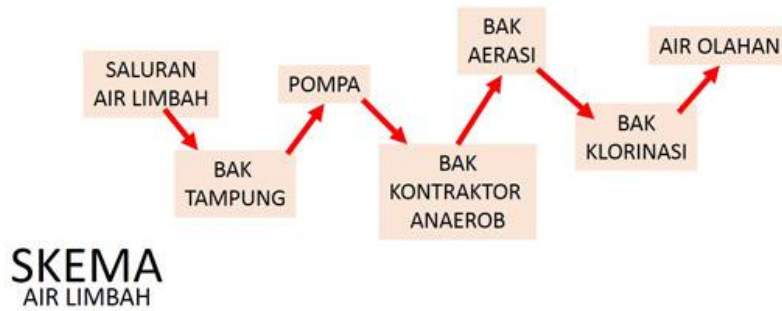 SALURAN
AIR LIMBAH
BAK
TAMPUNG
POMPA
BAK
KONTRAKTOR
ANAEROB
BAK
AERASI
BAK
KLORINASI
AIR OLAHAN
SKEMA
AIR LIMBAH